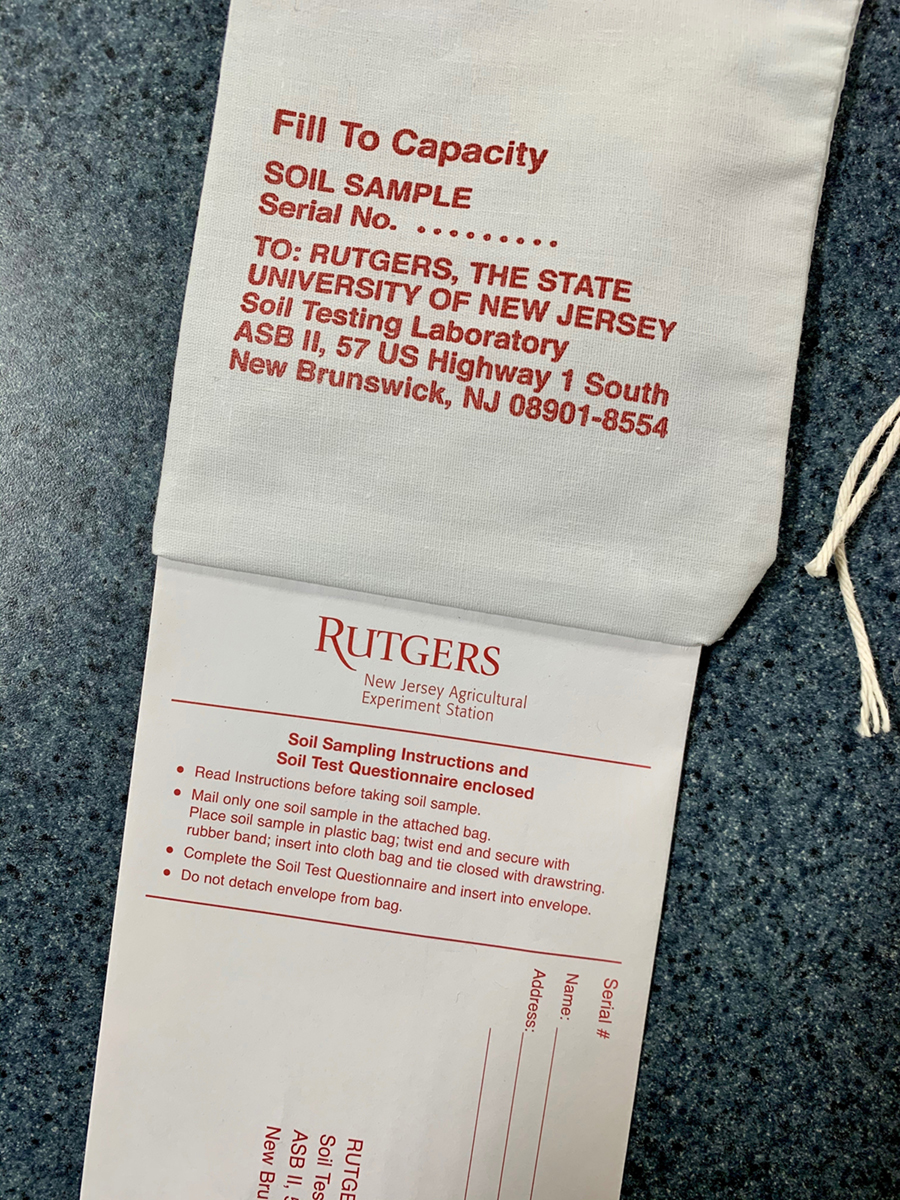 Fill To Capacity
SOIL SAMPLE
Serial No. .........
TO: RUTGERS, THE STATE
UNIVERSITY OF NEW JERSEY
Soil Testing Laboratory
ASB II, 57 US Highway 1 South
New Brunswick, NJ 08901-8554
RUTGERS
New Jersey Agricultural
Experiment Station
Soil Sampling Instructions and
Soil Test Questionnaire enclosed
• Read Instructions before taking soil sample.
• Mail only one soil sample in the attached bag.
Place soil sample in plastic bag; twist end and secure with
rubber band; insert into cloth bag and tie closed with drawstring.
• Complete the Soil Test Questionnaire and insert into envelope.
• Do not detach envelope from bag.
Serial #
Name:
Address:
Soil
ASB II,
New